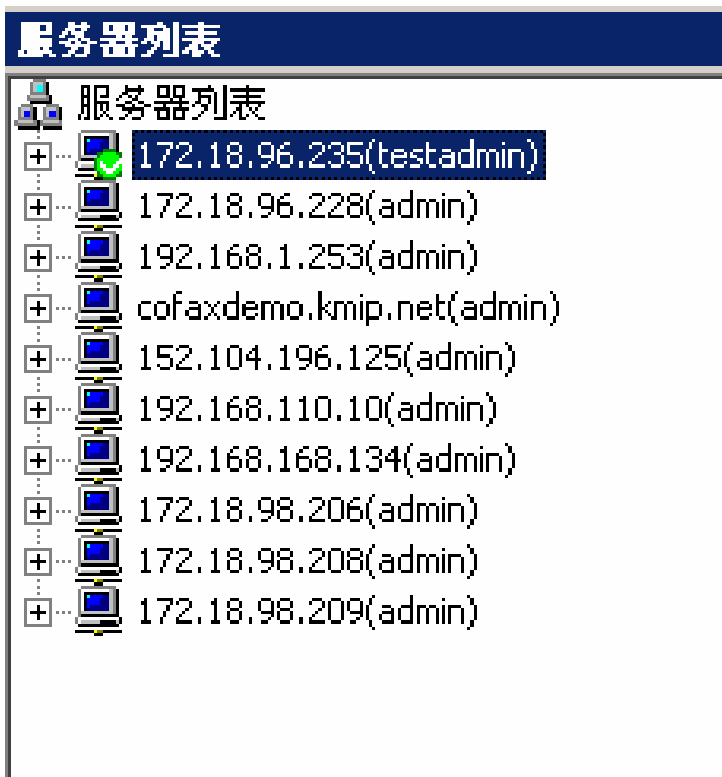 服务器列表
服务器列表
172.18.96.235(testadmin)
172.18.96.228(admin)
192.168.1.253(admin)
cofaxdemo.kmip.net(admin)
152.104.196.125(admin)
192.168.110.10(admin)
192.168.168.134(admin)
172.18.98.206(admin)
172.18.98.208(admin)
172.18.98.209(admin)